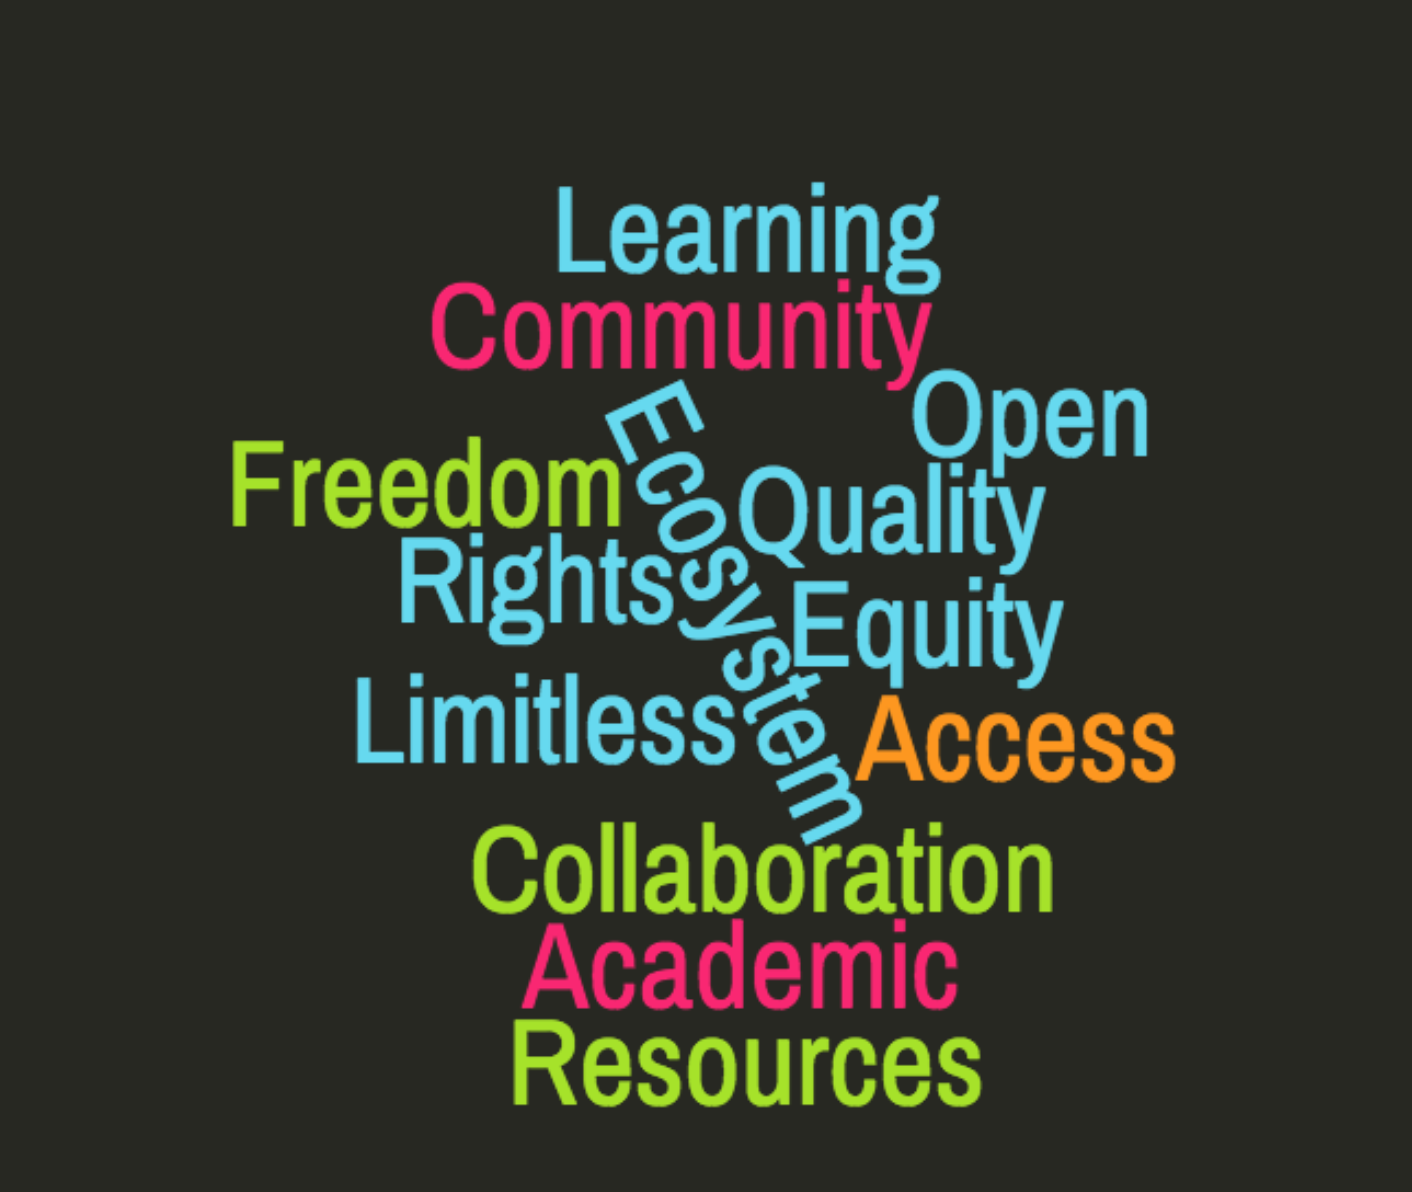 Learning
Community
Open
Freedom
Ecosystem
Quality
Rights
Equity
Limitless
Access
Collaboration
Academic
Resources